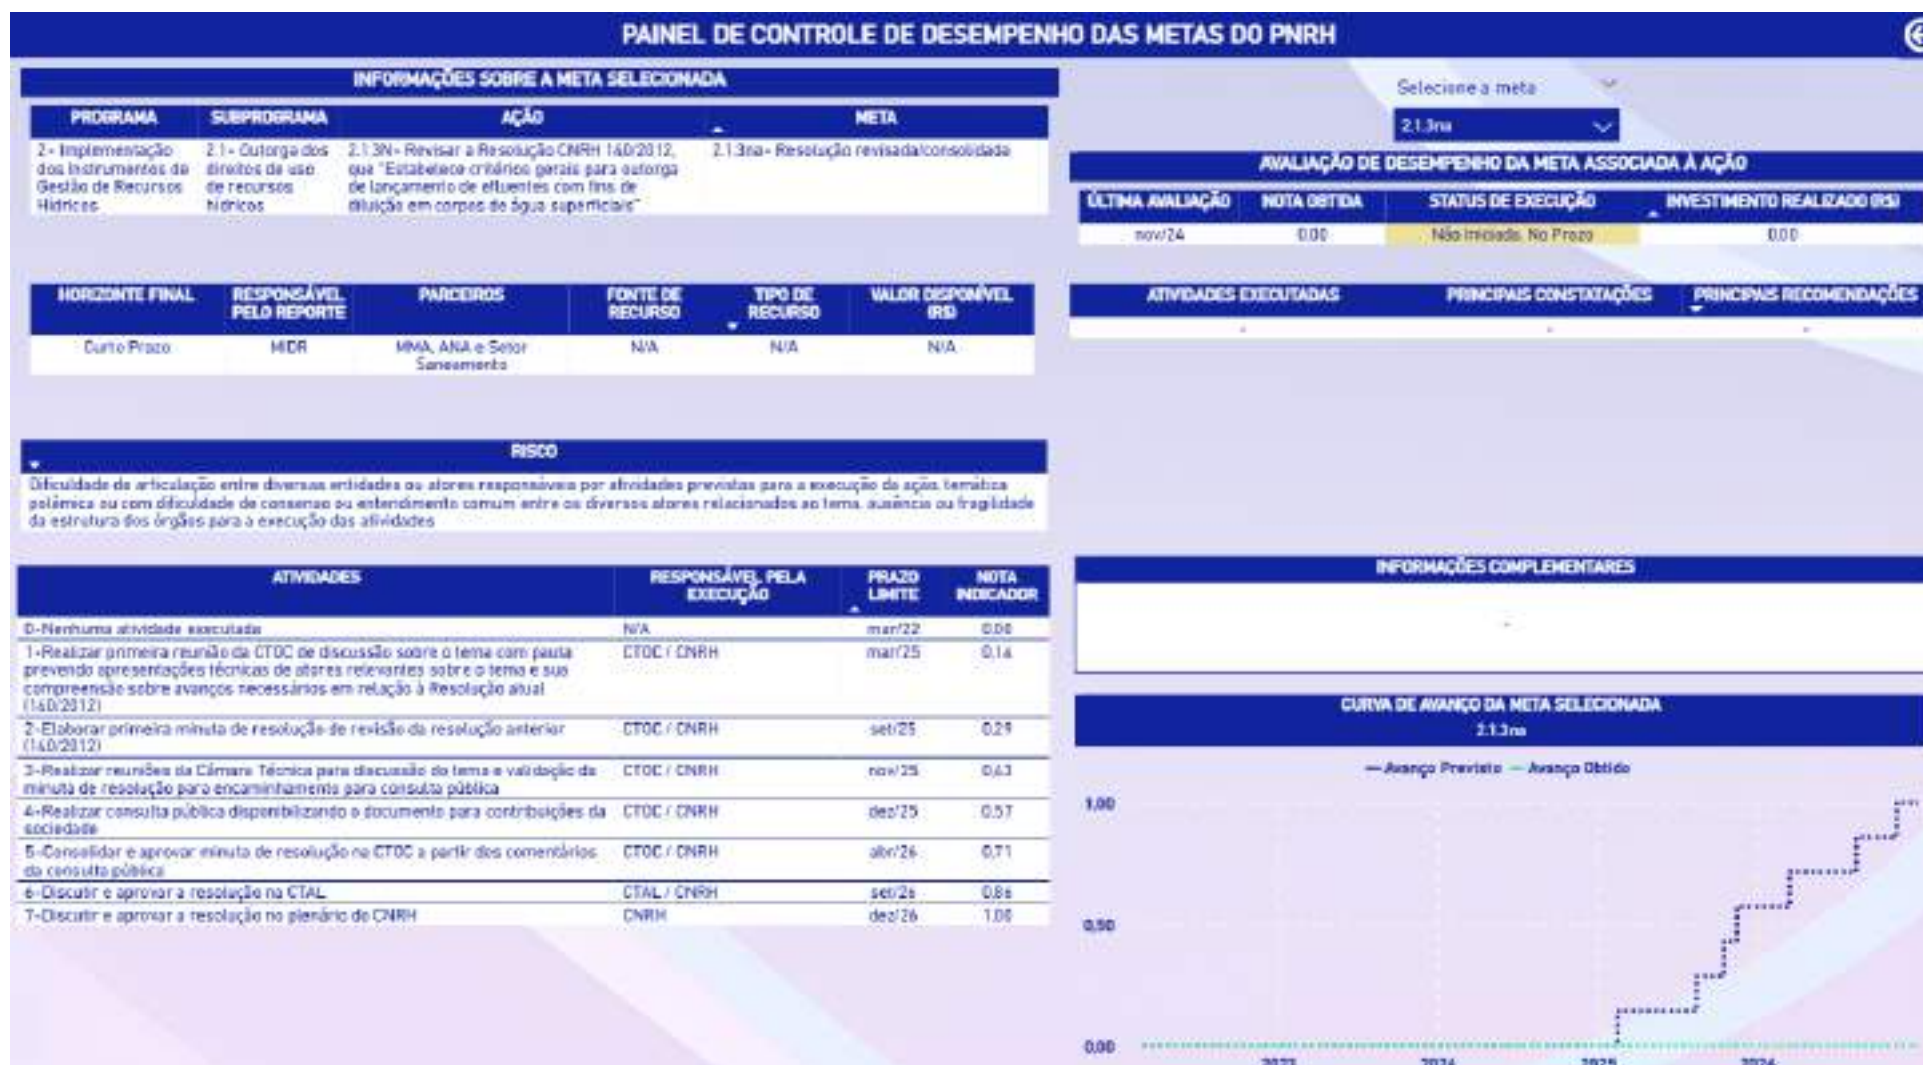 PAINEL DE CONTROLE DE DESEMPENHO DAS METAS DO PNRH
INFORMAÇÕES SOBRE A META SELECIONADA
PROGRAMA SUBPROGRAMA AÇÃO META
2- Implementação dos Instrumentos de Gestão de Recursos Hídricos
2.1- Outorga dos direitos de uso de recursos hídricos
2.1.3N- Revisar a Resolução CNRH 140/2012, que "Estabelece critérios gerais para outorga de lançamento de efluentes com fins de diluição em corpos de água superficiais"
2.1.3na- Resolução revisada/consolidada
HORIZONTE FINAL RESPONSÁVEL PELO REPORTE PARCEIROS FONTE DE RECURSO TIPO DE RECURSO VALOR DISPONÍVEL (R$)
Curto Prazo MIDR MMA, ANA e Setor Saneamento N/A N/A N/A
RISCO
Dificuldade de articulação entre diversas entidades ou atores responsáveis por atividades previstas para a execução da ação, temática
polêmica ou com dificuldade de consenso ou entendimento comum entre os diversos atores relacionados ao tema, ausência ou fragilidade
da estrutura dos órgãos para a execução das atividades
ATIVIDADES RESPONSÁVEL PELA EXECUÇÃO PRAZO LIMITE NOTA INDICADOR
0-Nenhuma atividade executada N/A mar/22 0,00
1-Realizar primeira reunião da CTOC de discussão sobre o tema com pauta CTOC / CNRH mar/25 0,14
prevendo apresentações técnicas de atores relevantes sobre o tema e sua
compreensão sobre avanços necessários em relação à Resolução atual
(140/2012)
2-Elaborar primeira minuta de resolução de revisão da resolução anterior CTOC / CNRH set/25 0,29
(140/2012)
3-Realizar reuniões da Câmara Técnica para discussão do tema e validação da CTOC / CNRH nov/25 0,43
minuta de resolução para encaminhamento para consulta pública
4-Realizar consulta pública disponibilizando o documento para contribuições da CTOC / CNRH dez/25 0,57
sociedade
5-Consolidar e aprovar minuta de resolução na CTOC a partir dos comentários CTOC / CNRH abr/26 0,71
da consulta pública
6-Discutir e aprovar a resolução na CTAL CTAL / CNRH set/26 0,86
7-Discutir e aprovar a resolução no plenário do CNRH CNRH dez/26 1,00
Selecione a meta
2.1.3na
AVALIAÇÃO DE DESEMPENHO DA META ASSOCIADA À AÇÃO
ÚLTIMA AVALIAÇÃO NOTA OBTIDA STATUS DE EXECUÇÃO INVESTIMENTO REALIZADO (R$)
nov/24 0,00 Não Iniciada, No Prazo 0,00
ATIVIDADES EXECUTADAS PRINCIPAIS CONSTATAÇÕES PRINCIPAIS RECOMENDAÇÕES
- - -
INFORMAÇÕES COMPLEMENTARES
-
CURVA DE AVANÇO DA META SELECIONADA
2.1.3na
Avanço Previsto Avanço Obtido
1,00
0,50
0,00
2023 2024 2025 2026